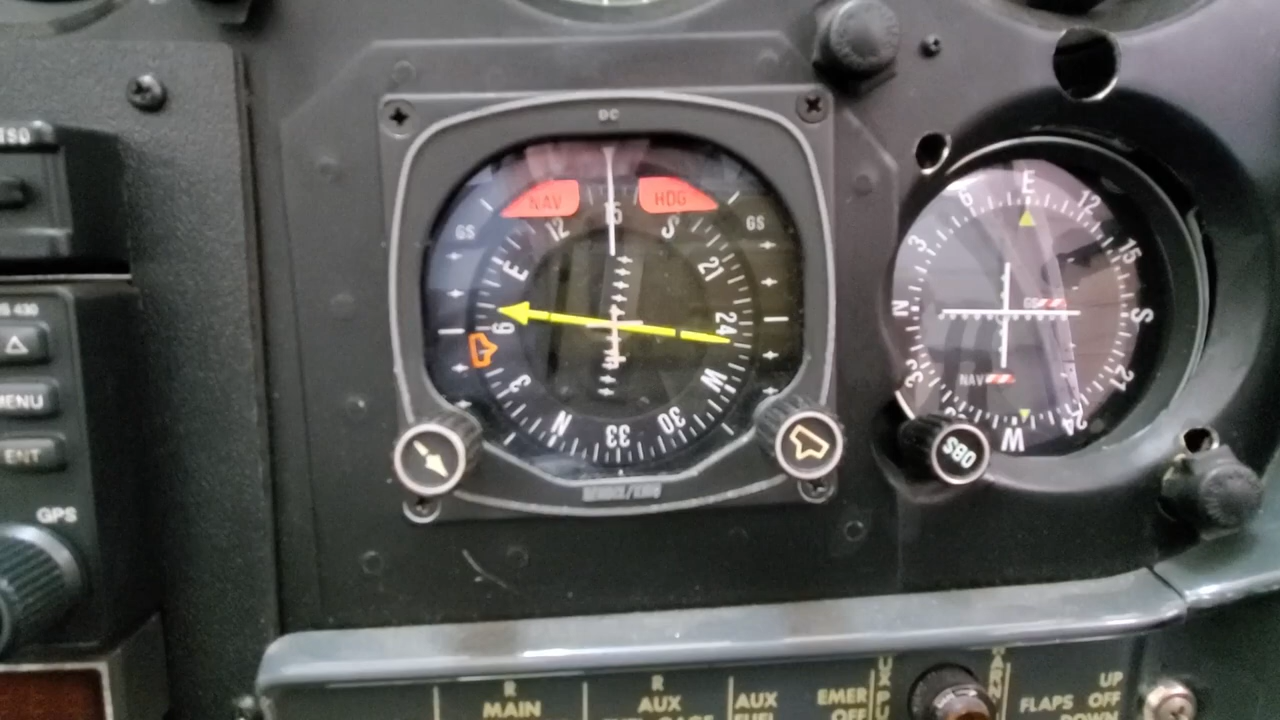 DC
NAV
HDG
GS
GS
12
15
S
E
21
6
24
3
W
N
33
30
E
6
12
3
15
N
S
33
21
W
24
GS
NAV
OBS
430
MENU
ENT
GPS
R
MAIN
R
AUX
AUX
FUEL
EMER
OFF
UP
FLAPS OFF
DOWN